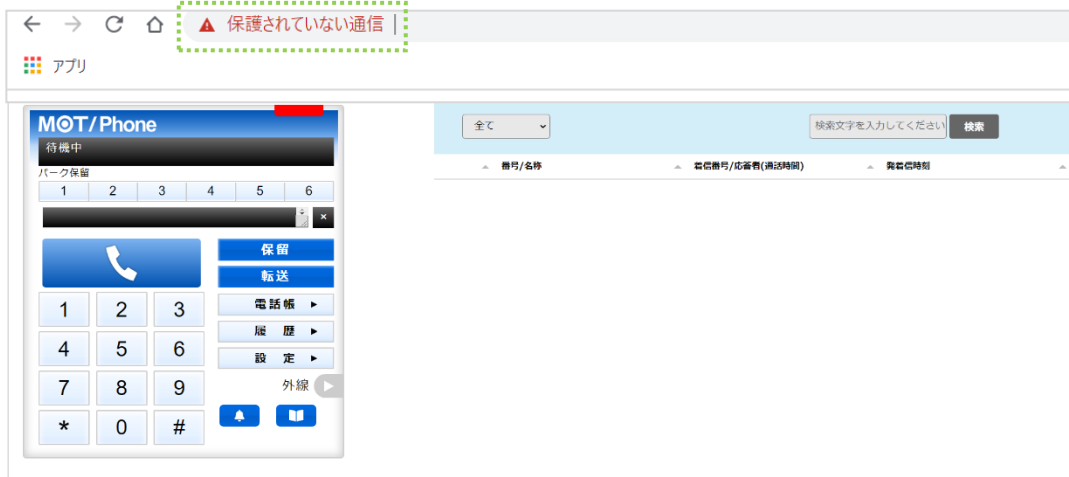 保護されていない通信
アプリ
MOT/Phone
待機中
パーク保留
1 2 3 4 5 6
×
保留
転送
1 2 3
電話帳 ►
履 歴 ►
4 5 6
設 定 ►
7 8 9
外線
* 0 #
全て
検索文字を入力してください 検索
番号/名称 着信番号/応答者(通話時間) 発着信時刻